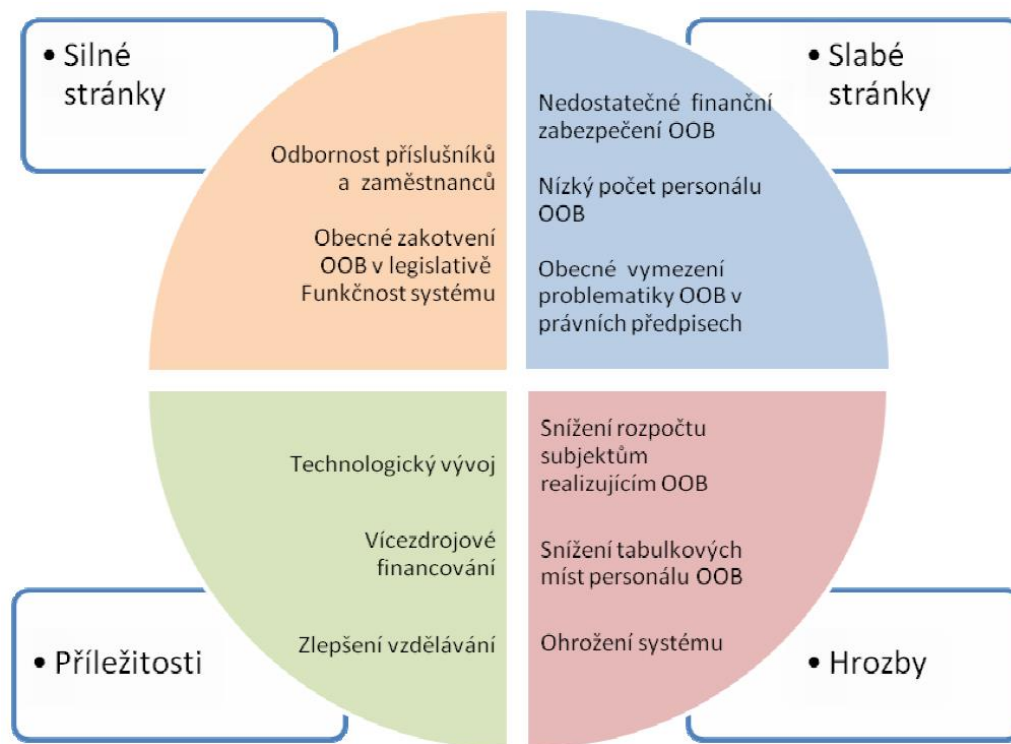 • Silné
stránky
Odbornost příslušníků
a zaměstnanců
Obecné zakotvení
OOB v legislativě
Funkčnost systému
• Slabé
stránky
Nedostatečné finanční
zabezpečení OOB
Nízký počet personálu
OOB
Obecné vymezení
problematiky OOB v
právních předpisech
Technologický vývoj
Vícezdrojové
financování
Zlepšení vzdělávání
• Příležitosti
Snížení rozpočtu
subjektům
realizujícím OOB
Snížení tabulkových
míst personálu OOB
Ohrožení systému
• Hrozby